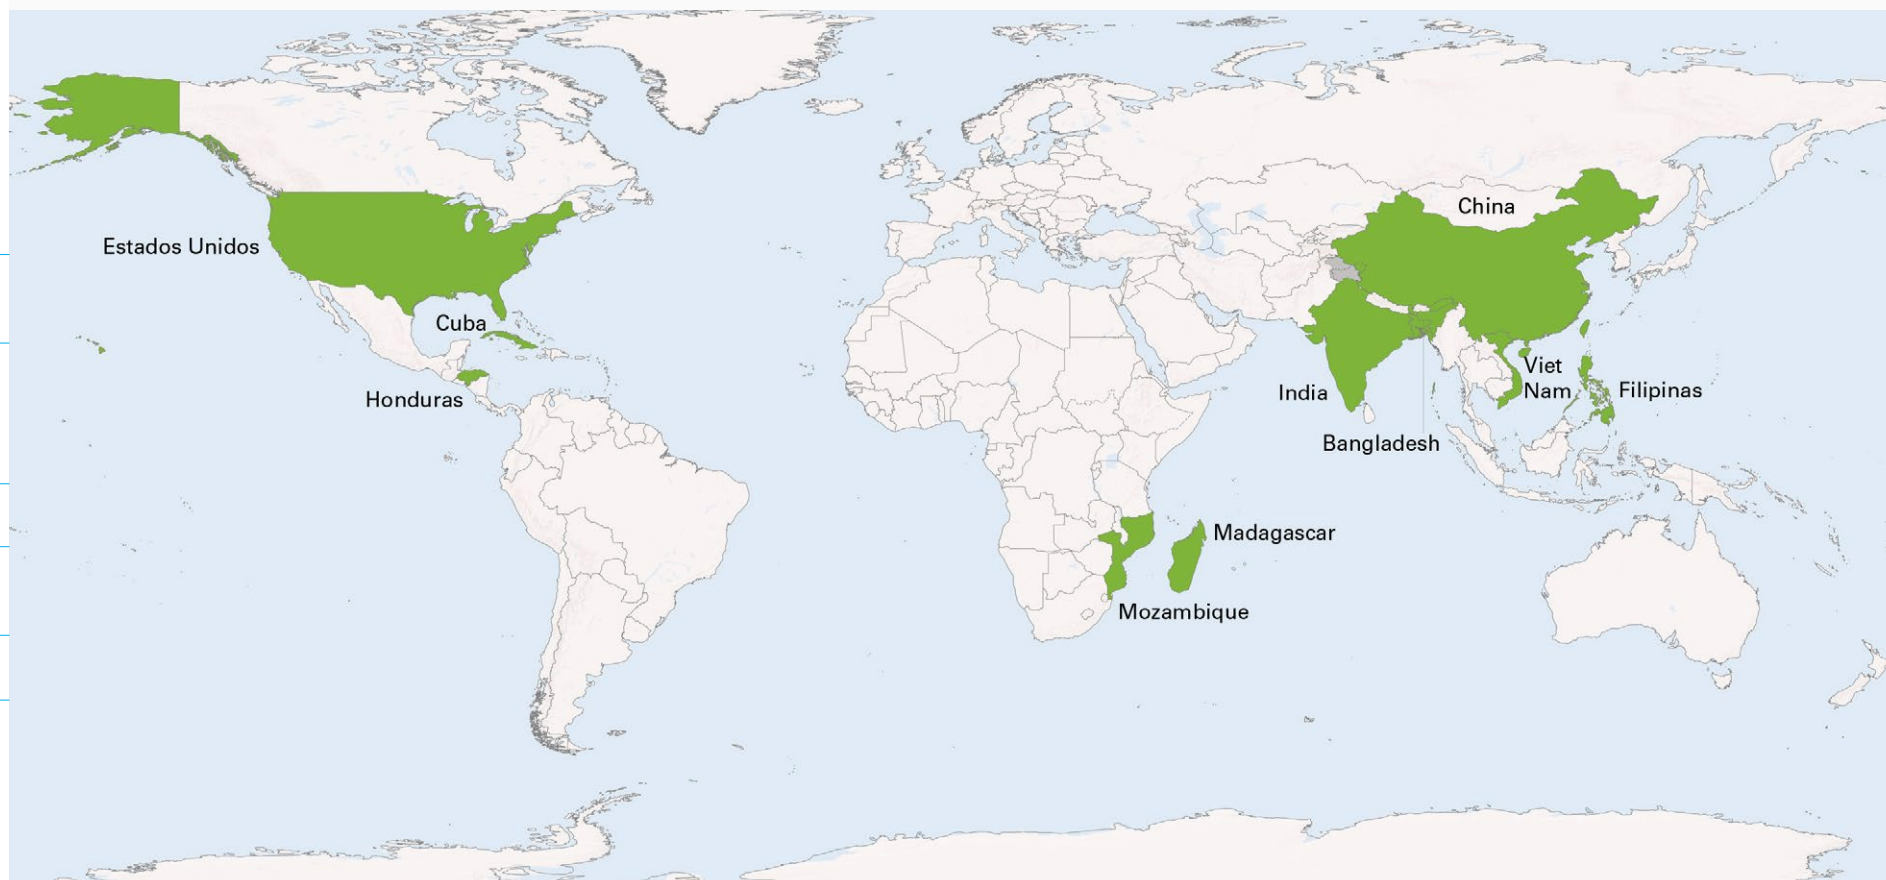 China
Estados Unidos
Cuba
Viet
Nam
Filipinas
India
Honduras
Bangladesh
Madagascar
Mozambique